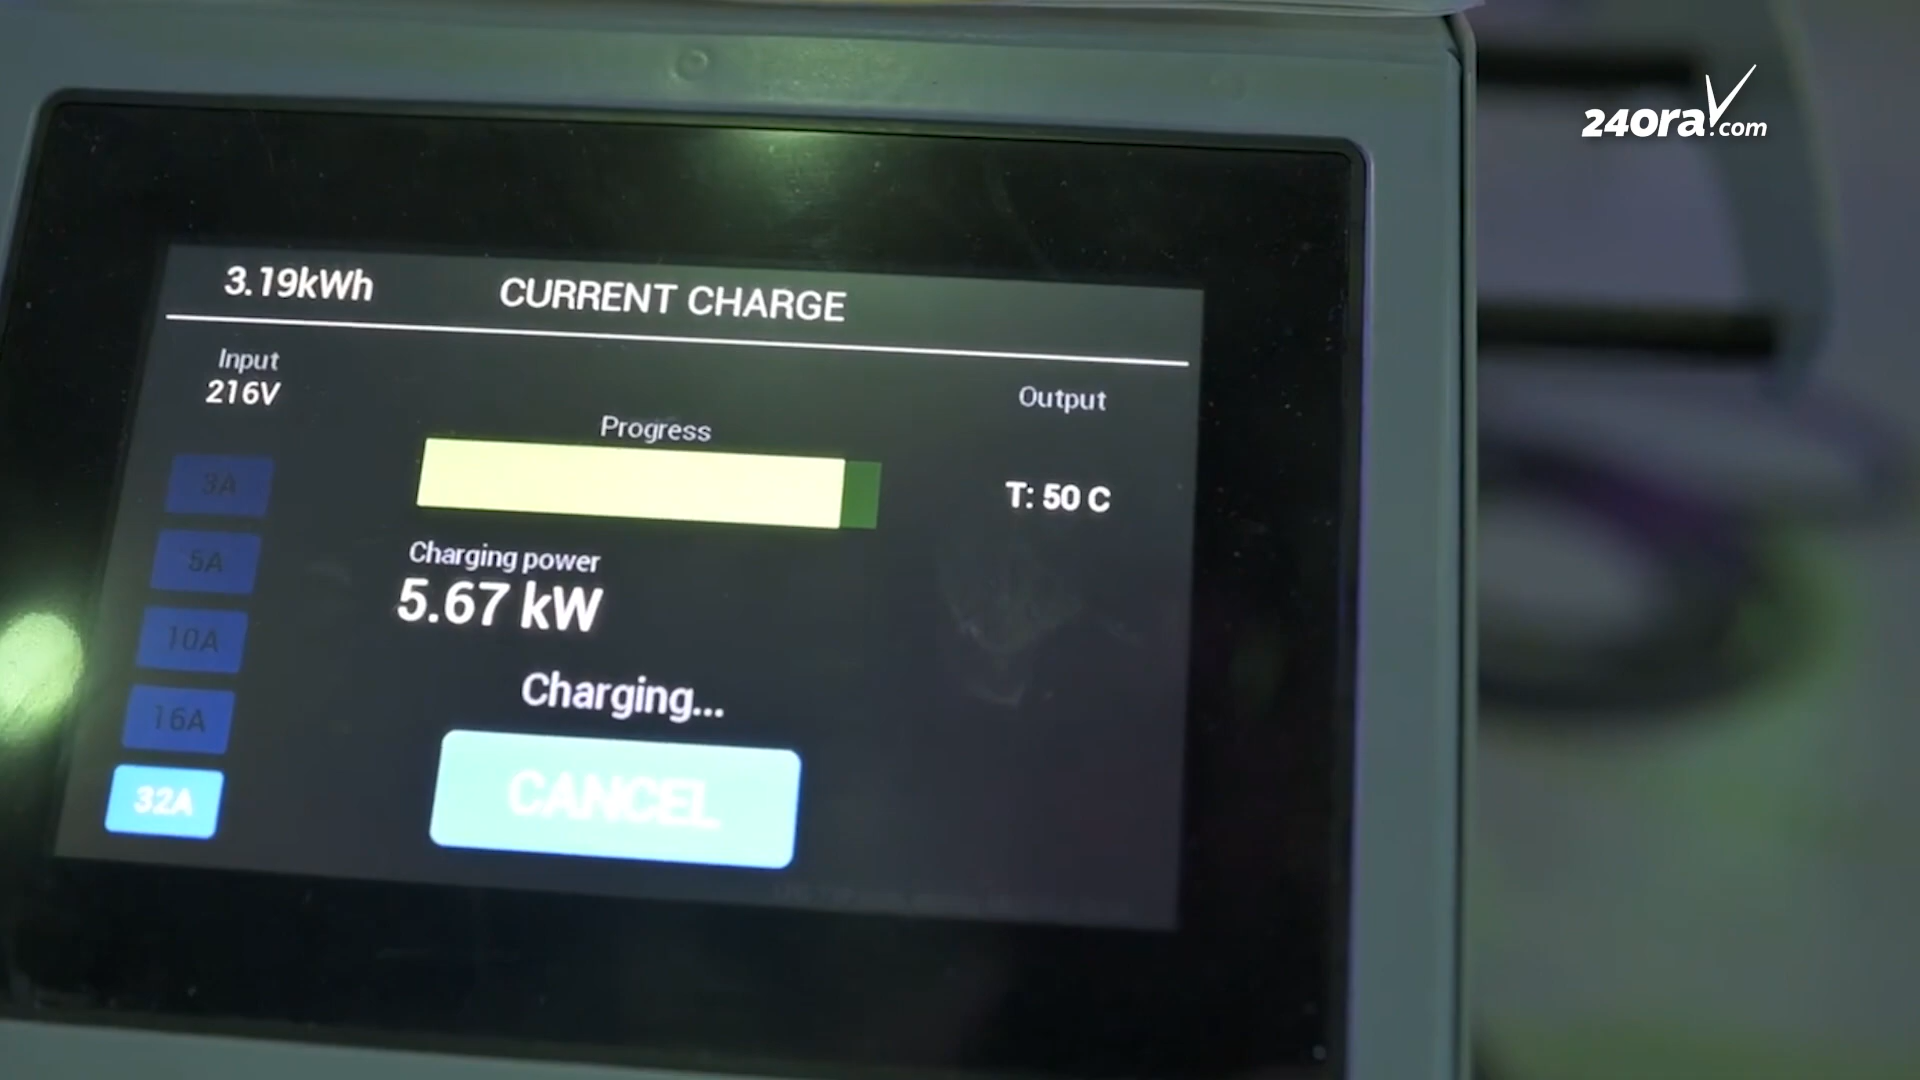 24ora.com
3.19kWh
CURRENT CHARGE
Input
216V
Output
Progress
T: 50 C
3A
6A
10A
16A
32A
Charging power
5.67 kW
Charging...
CANCEL